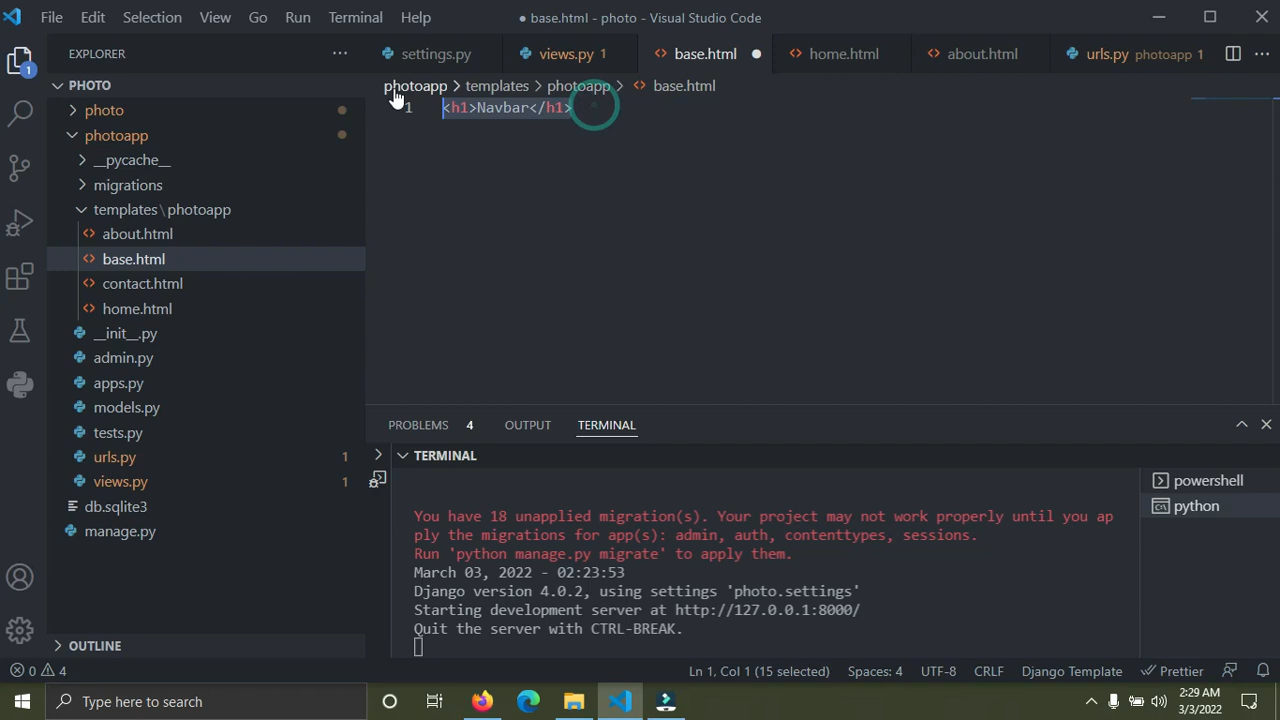 File Edit Selection View Go Run Terminal Help ● base.html - photo - Visual Studio Code
EXPLORER ...
settings.py views.py 1 base.html ● home.html about.html urls.py photoapp 1 ...
PHOTO
photoapp > templates > photoapp > base.html
1 <h1>Navbar</h1>
photo
photoapp
__pycache__
migrations
templates\photoapp
about.html
base.html
contact.html
home.html
__init__.py
admin.py
apps.py
models.py
tests.py
urls.py 1
views.py 1
db.sqlite3
manage.py
OUTLINE
1
PROBLEMS 4 OUTPUT TERMINAL
TERMINAL
You have 18 unapplied migration(s). Your project may not work properly until you ap
ply the migrations for app(s): admin, auth, contenttypes, sessions.
Run 'python manage.py migrate' to apply them.
March 03, 2022 - 02:23:53
Django version 4.0.2, using settings 'photo.settings'
Starting development server at http://127.0.0.1:8000/
Quit the server with CTRL-BREAK.
powershell
python
0 4 Ln 1, Col 1 (15 selected) Spaces: 4 UTF-8 CRLF Django Template Prettier
Type here to search
2:29 AM
3/3/2022